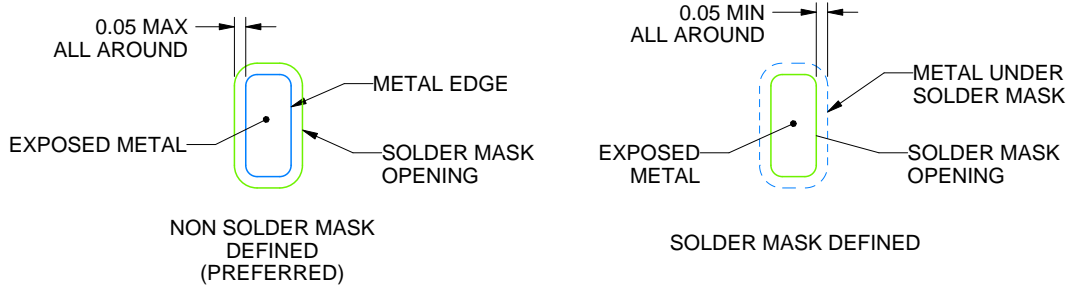 0.05 MAX
ALL AROUND
METAL EDGE
EXPOSED METAL
SOLDER MASK
OPENING
NON SOLDER MASK
DEFINED
(PREFERRED)
0.05 MIN
ALL AROUND
METAL UNDER
SOLDER MASK
EXPOSED
METAL
SOLDER MASK
OPENING
SOLDER MASK DEFINED